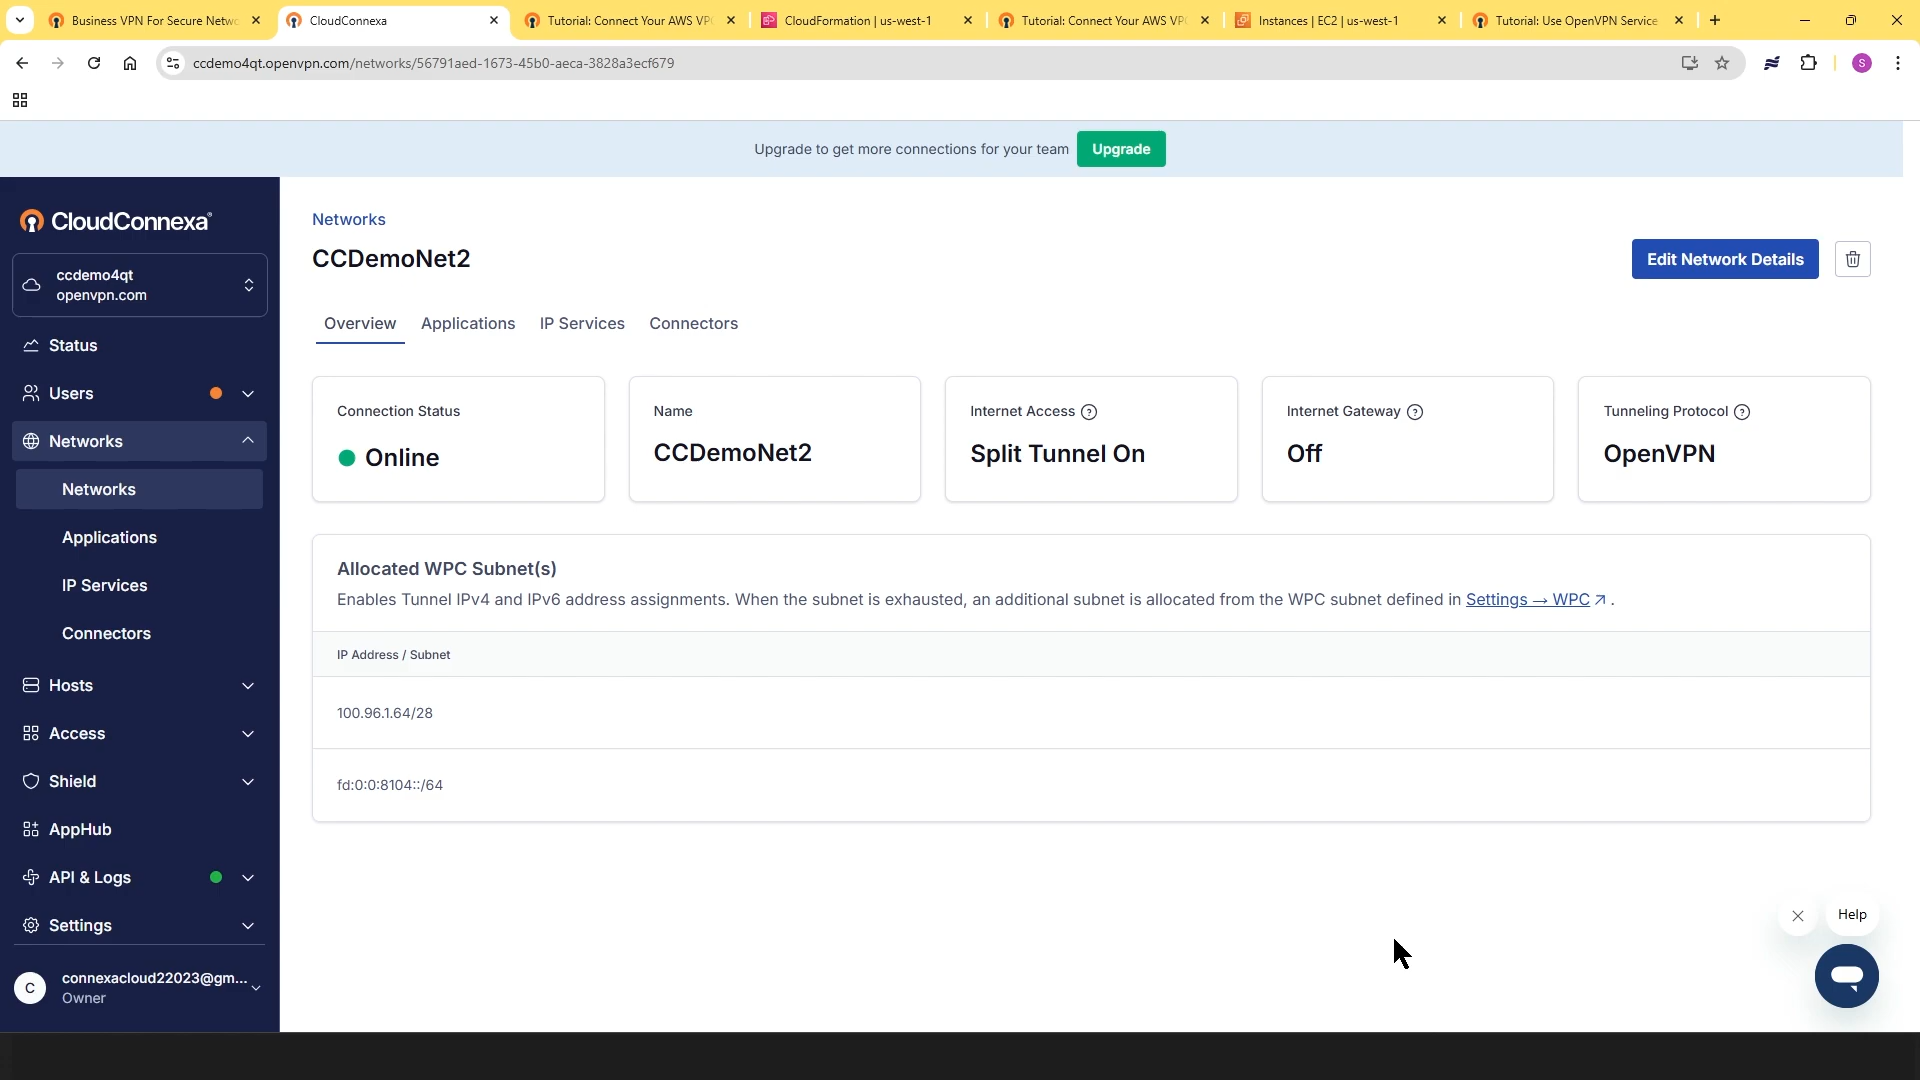 Business VPN For Secure Netwo
CloudConnexa
Tutorial: Connect Your AWS VPC
CloudFormation | us-west-1
Tutorial: Connect Your AWS VPC
Instances | EC2 | us-west-1
Tutorial: Use OpenVPN Service
ccdemo4qt.openvpn.com/networks/56791aed-1673-45b0-aeca-3828a3ecf679
S
Upgrade to get more connections for your team
Upgrade
CloudConnexa®
ccdemo4qt
openvpn.com
Status
Users
Networks
Networks
Applications
IP Services
Connectors
Hosts
Access
Shield
AppHub
API & Logs
Settings
C
connexacloud22023@gm...
Owner
Networks
CCDemoNet2
Edit Network Details
Overview
Applications
IP Services
Connectors
Connection Status
Online
Name
CCDemoNet2
Internet Access
Split Tunnel On
Internet Gateway
Off
Tunneling Protocol
OpenVPN
Allocated WPC Subnet(s)
Enables Tunnel IPv4 and IPv6 address assignments. When the subnet is exhausted, an additional subnet is allocated from the WPC subnet defined in Settings → WPC ↗ .
IP Address / Subnet
100.96.1.64/28
fd:0:0:8104::/64
Help